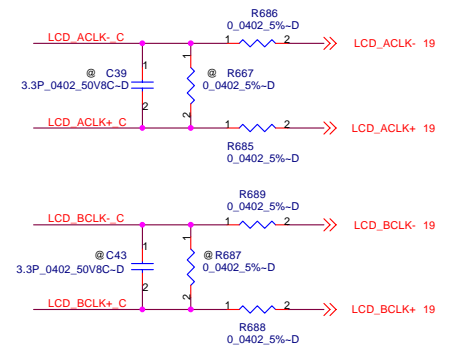 R686
0_0402_5%~D
LCD_ACLK-_C
1
2
LCD_ACLK- 19
@ C39
3.3P_0402_50V8C~D
1
2
1
@ R667
0_0402_5%~D
2
LCD_ACLK+_C
1
2
LCD_ACLK+ 19
R685
0_0402_5%~D
R689
0_0402_5%~D
LCD_BCLK-_C
1
2
LCD_BCLK- 19
@ C43
3.3P_0402_50V8C~D
1
2
1
@ R687
0_0402_5%~D
2
LCD_BCLK+_C
1
2
LCD_BCLK+ 19
R688
0_0402_5%~D